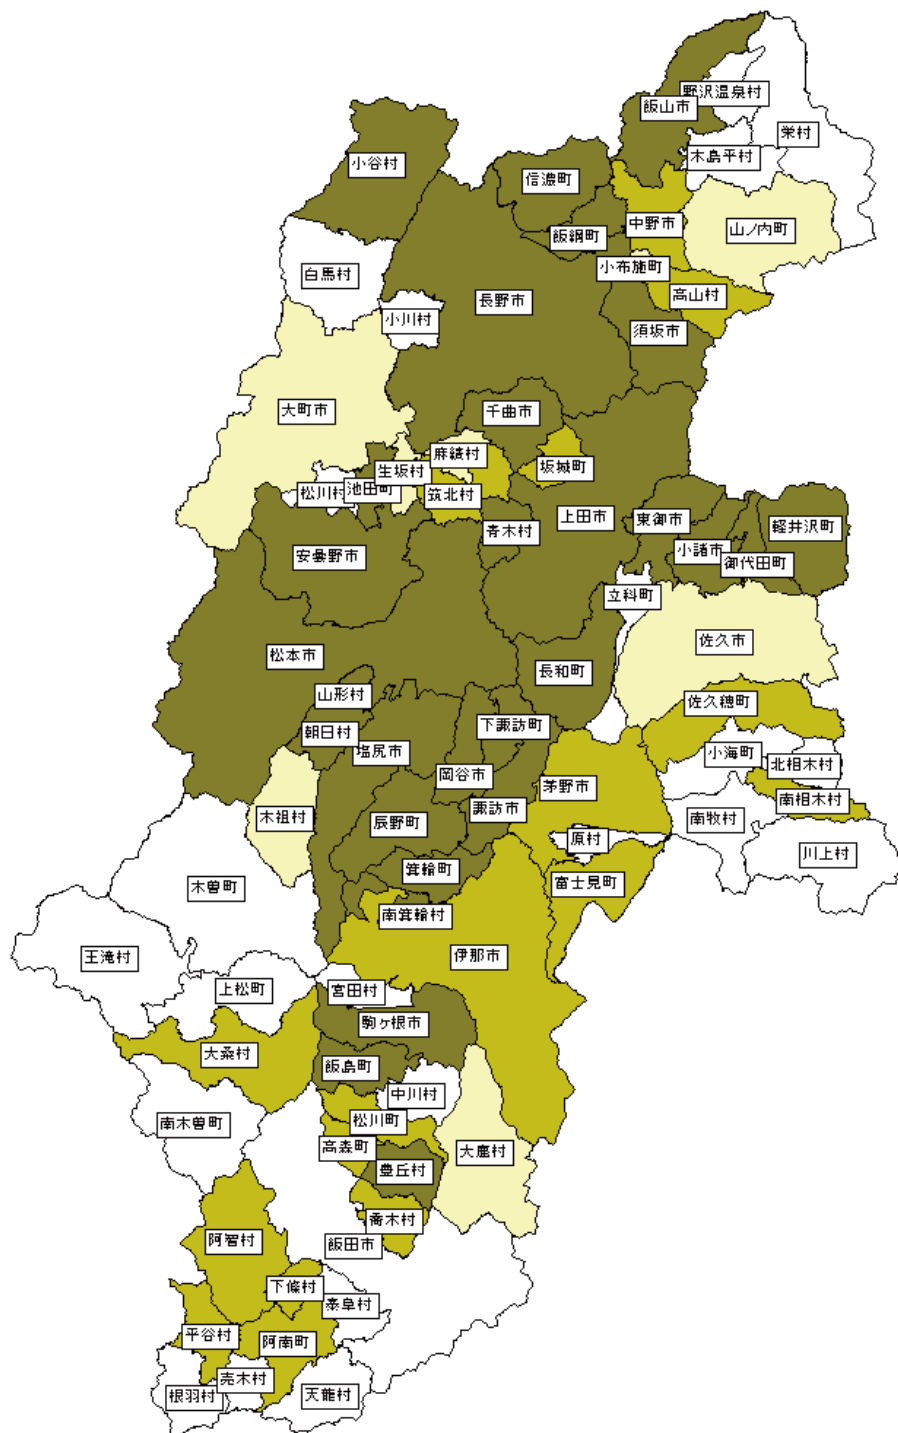 野沢温泉村
飯山市
栄村
木島平村
小谷村
信濃町
中野市
山ノ内町
飯綱町
白馬村
小布施町
高山村
長野市
小川村
須坂市
大町市
千曲市
麻績村
坂城町
生坂村
松川村
池田町
筑北村
上田市
東御市
軽井沢町
青木村
小諸市
安曇野市
御代田町
立科町
佐久市
松本市
長和町
山形村
佐久穂町
下諏訪町
朝日村
塩尻市
小海町
北相木村
岡谷市
茅野市
南相木村
諏訪市
木祖村
辰野町
南牧村
原村
川上村
箕輪町
木曽町
富士見町
南箕輪村
伊那市
王滝村
上松町
宮田村
駒ヶ根市
大桑村
飯島町
中川村
南木曽町
松川町
高森町
大鹿村
豊丘村
喬木村
阿智村
飯田市
下條村
泰阜村
平谷村
阿南町
売木村
根羽村
天龍村